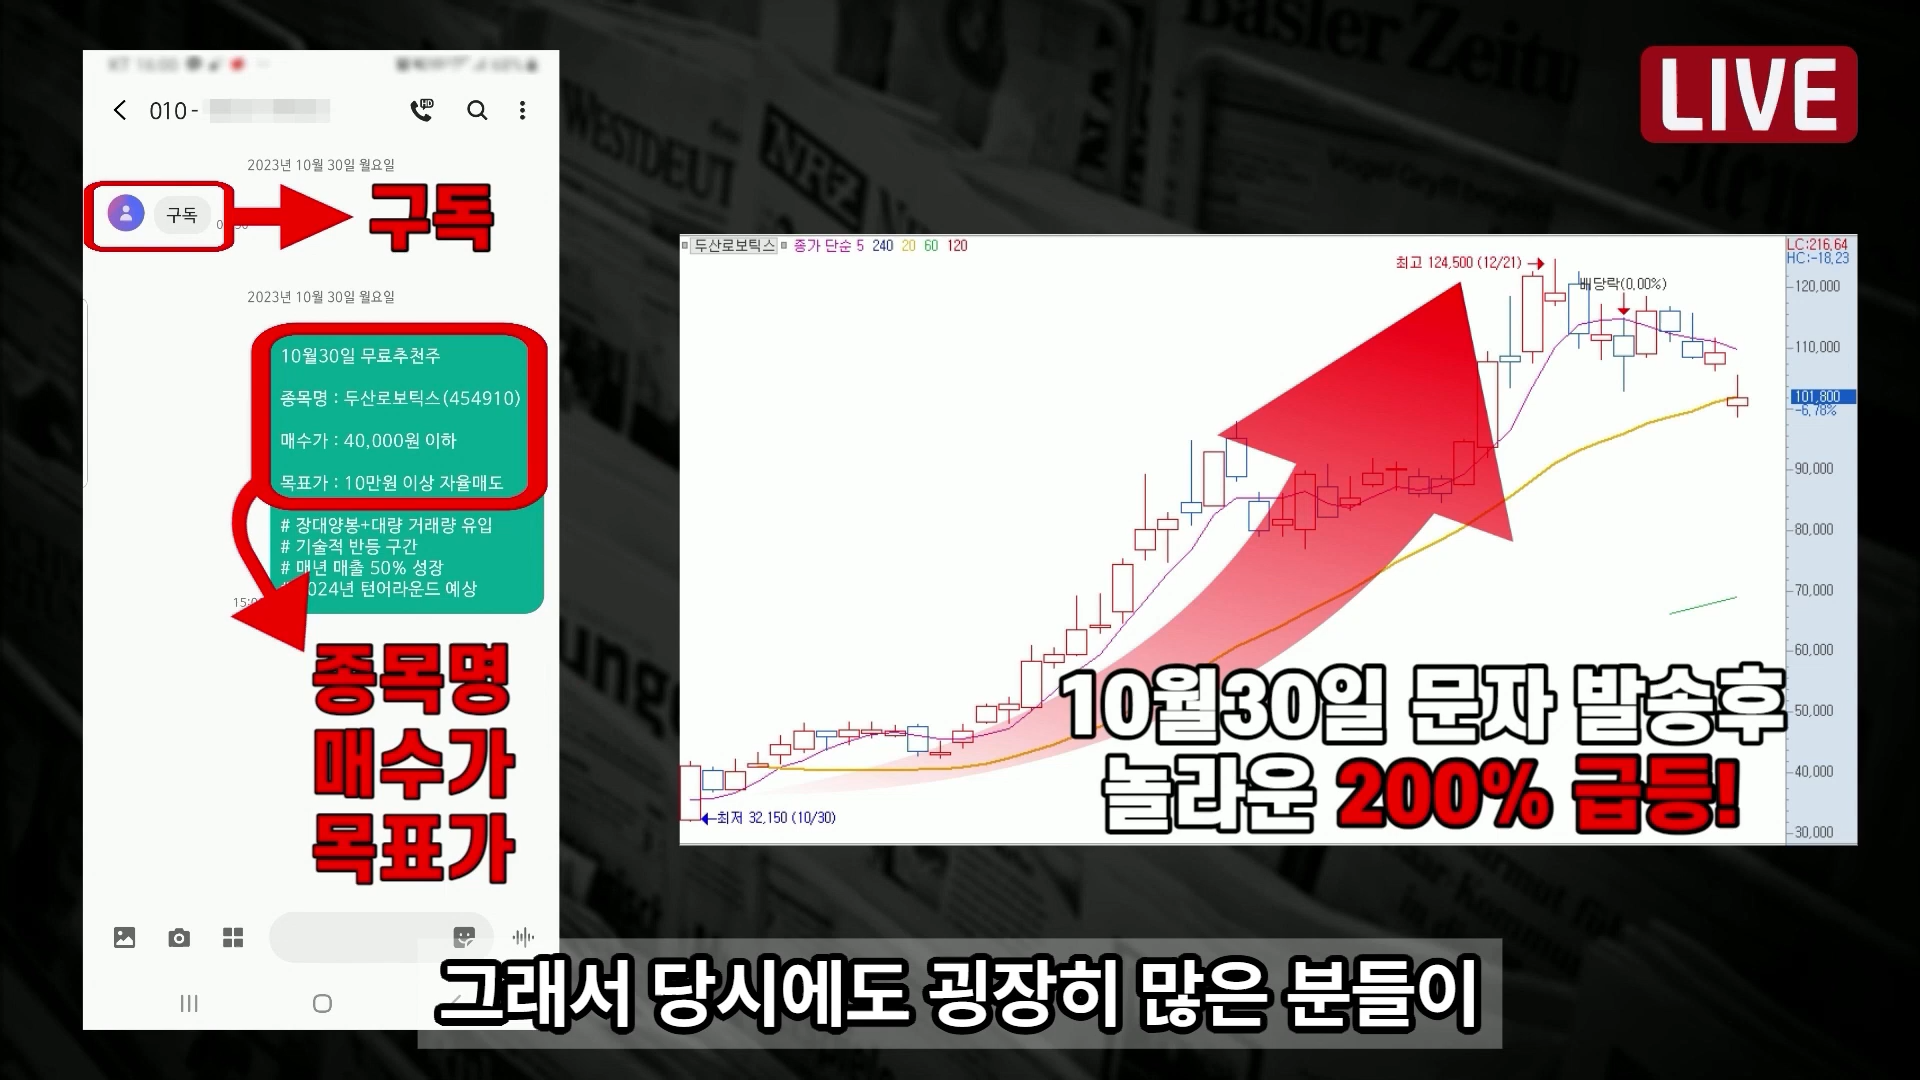 010-
2023년 10월 30일 월요일
구독
구독
2023년 10월 30일 월요일
10월30일 무료추천주
종목명 : 두산로보틱스(454910)
매수가 : 40,000원 이하
목표가 : 10만원 이상 자율매도
# 장대양봉+대량 거래량 유입
# 기술적 반등 구간
# 매년 매출 50% 성장
024년 턴어라운드 예상
종목명
매수가
목표가
LIVE
Basler Zeitu
WESTDEUT
NRZ
두산로보틱스 종가 단순 5 240 20 60 120
LC:216,64
HC:-18,23
최고 124,500 (12/21)
배당락(0,00%)
120,000
110,000
101,800
-6,78%
90,000
80,000
70,000
60,000
50,000
40,000
30,000
최저 32,150 (10/30)
10월30일 문자 발송후
놀라운 200% 급등!
그래서 당시에도 굉장히 많은 분들이